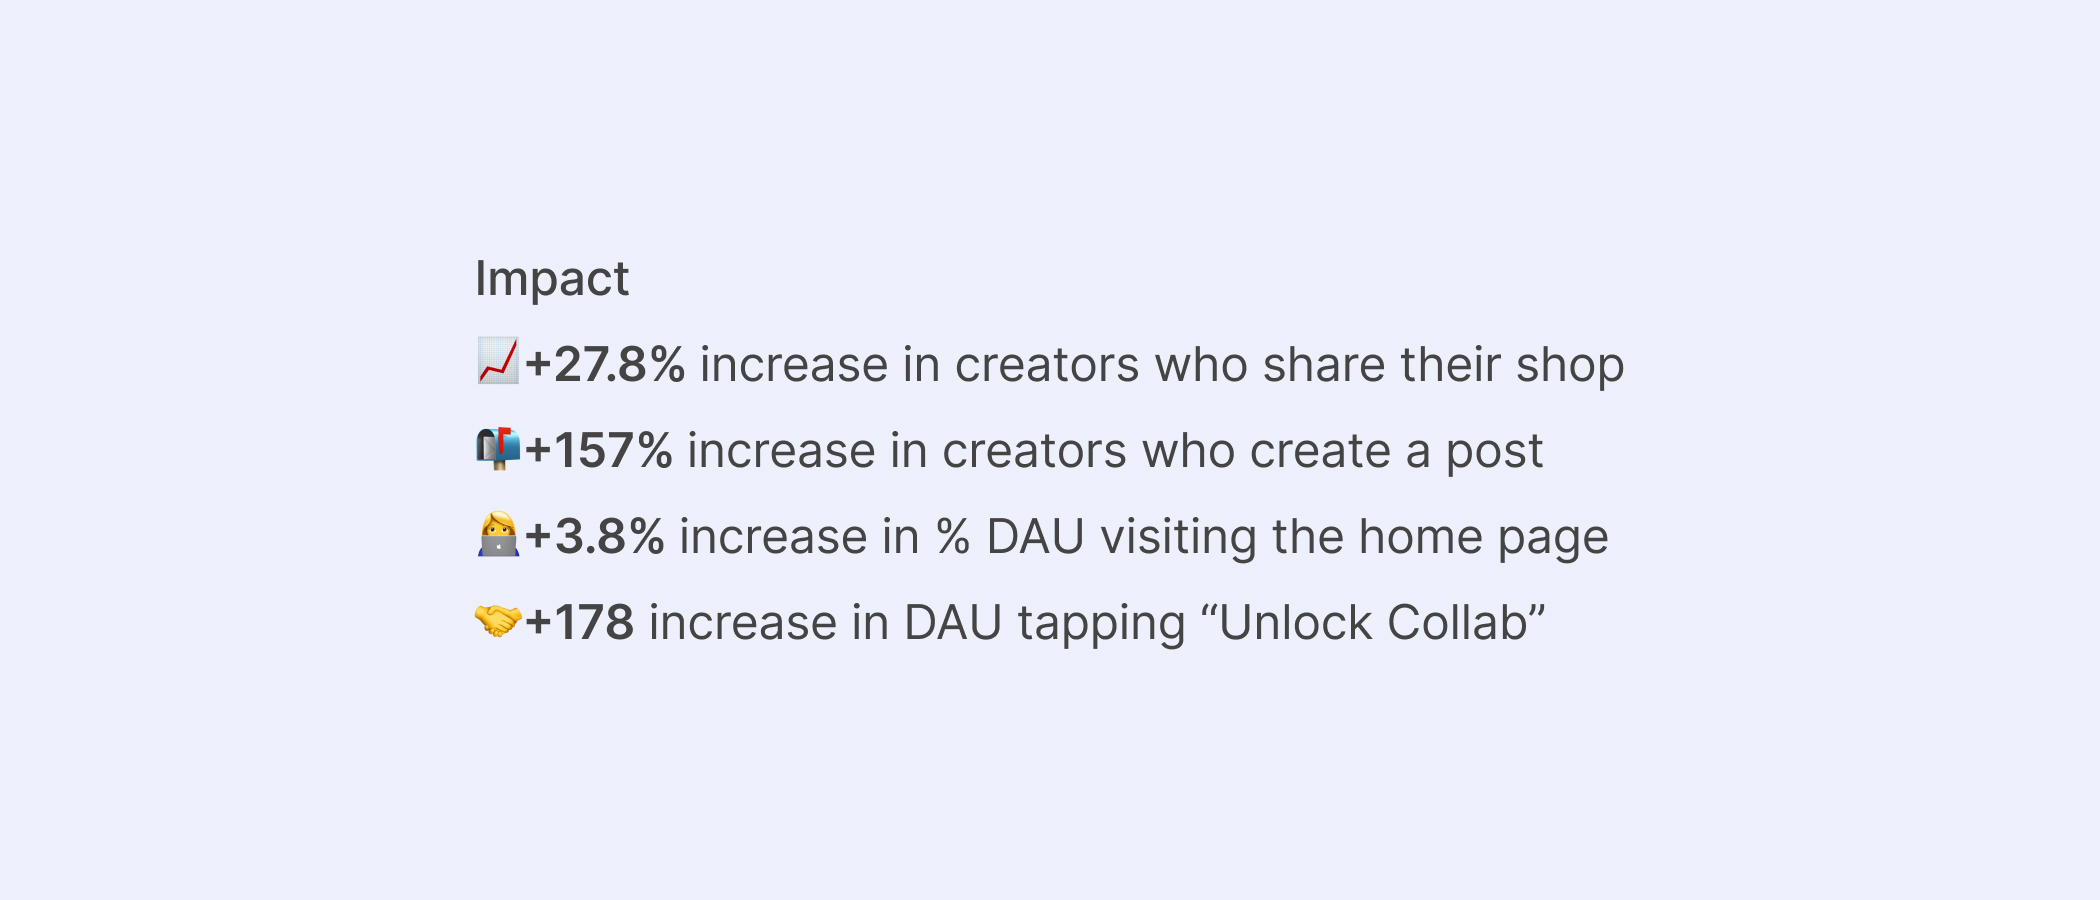 Impact
📈+27.8% increase in creators who share their shop
📬+157% increase in creators who create a post
👩‍💻+3.8% increase in % DAU visiting the home page
🤝+178 increase in DAU tapping “Unlock Collab”